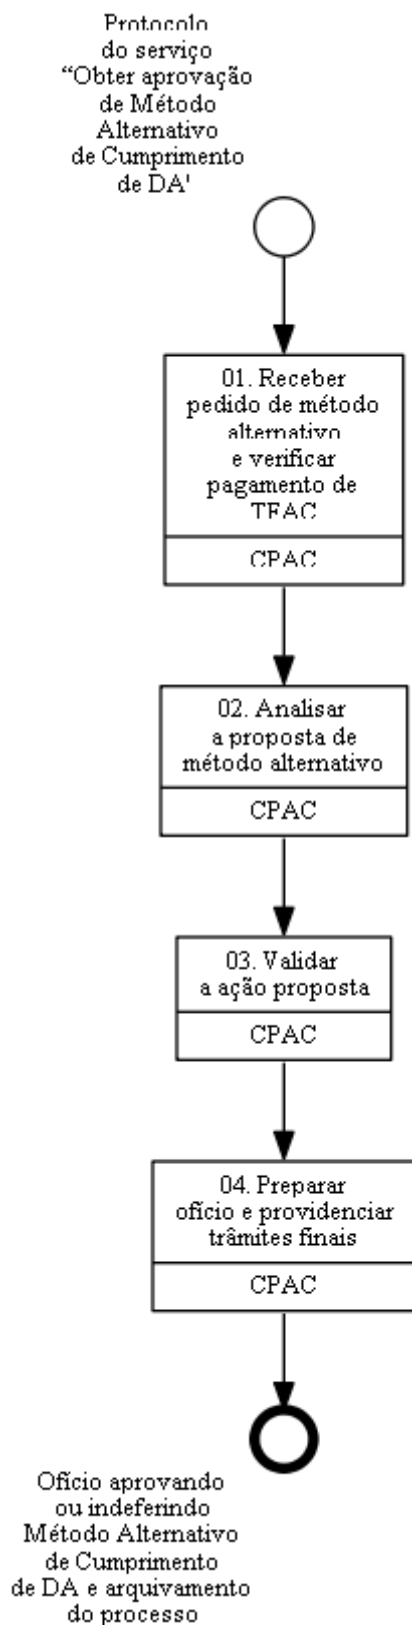 Protocolo
do serviço
“Obter aprovação
de Método
Alternativo
de Cumprimento
de DA'
01. Receber
pedido de método
alternativo
e verificar
pagamento de
TFAC
CPAC
02. Analisar
a proposta de
método alternativo
CPAC
03. Validar
a ação proposta
CPAC
04. Preparar
ofício e providenciar
trâmites finais
CPAC
Ofício aprovando
ou indeferindo
Método Alternativo
de Cumprimento
de DA e arquivamento
do processo